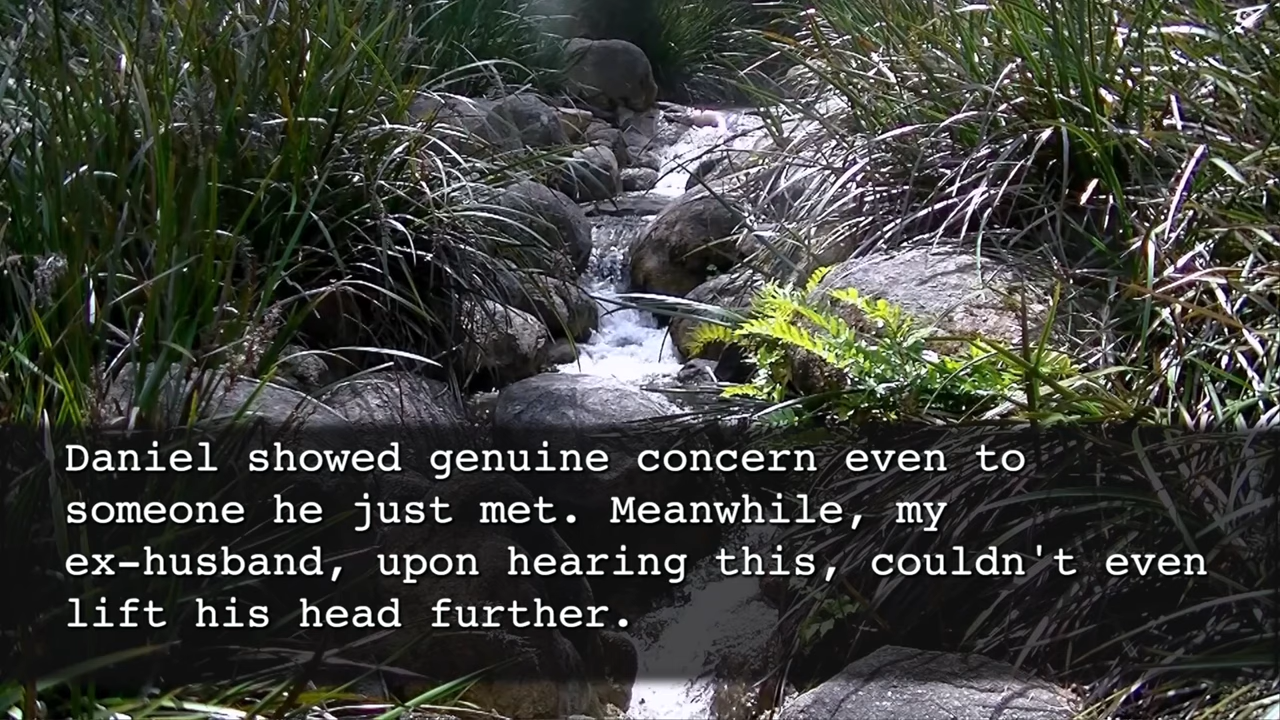 Daniel showed genuine concern even to
someone he just met. Meanwhile, my
ex-husband, upon hearing this, couldn't even
lift his head further.